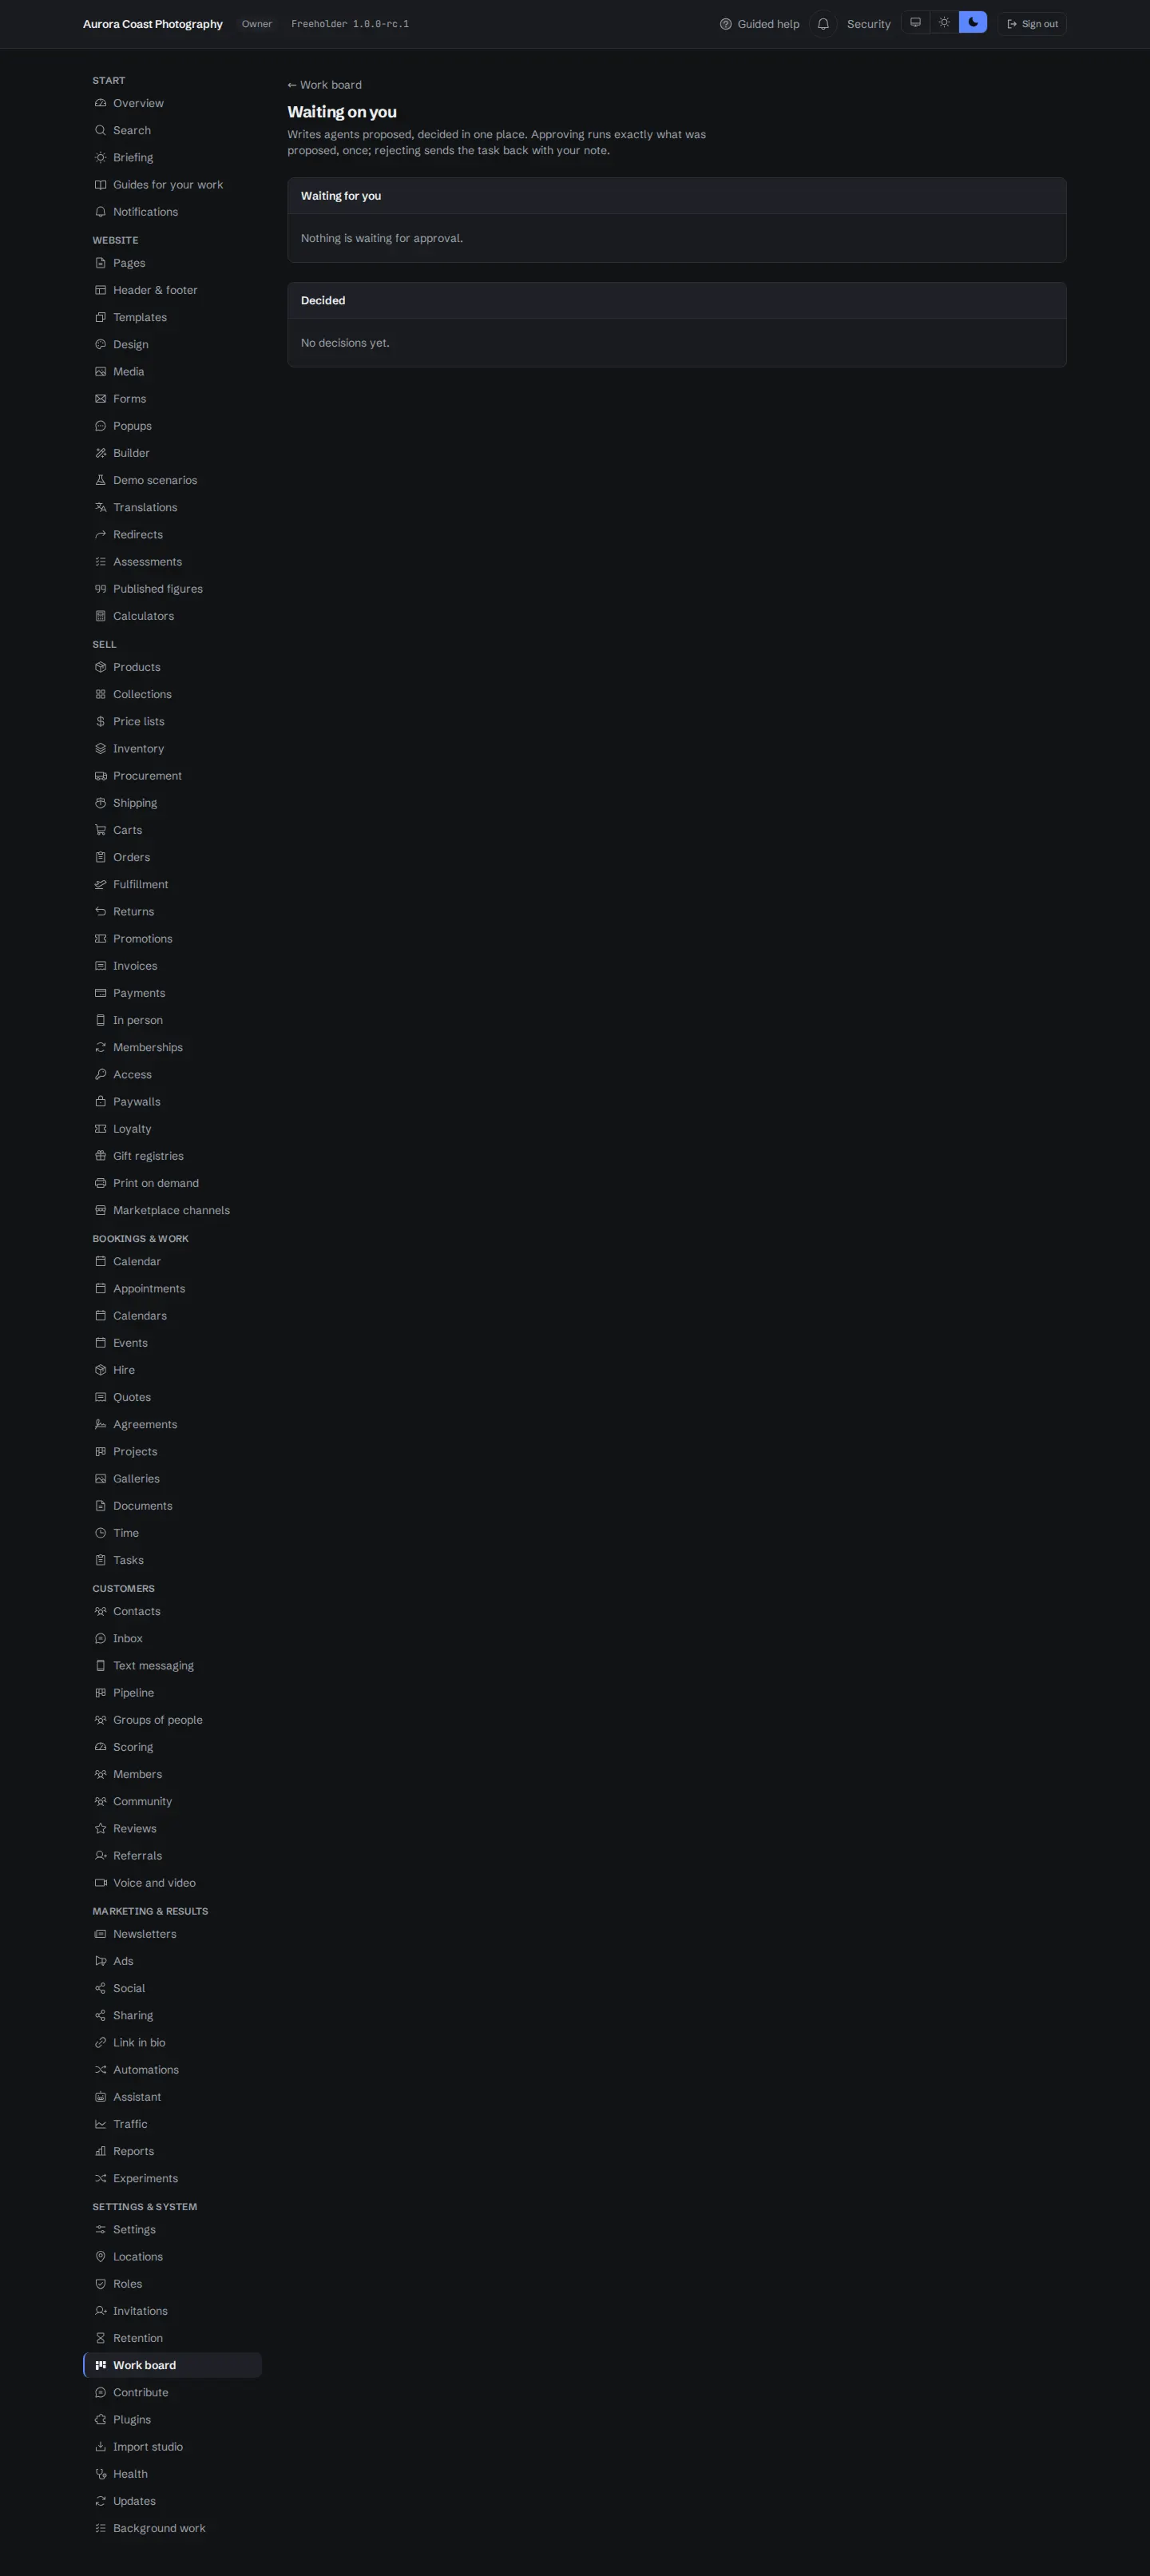 Aurora Coast Photography
Owner
Freeholder 1.0.0-rc.1
Guided help
Security
Sign out
START
Overview
Search
Briefing
Guides for your work
Notifications
WEBSITE
Pages
Header & footer
Templates
Design
Media
Forms
Popups
Builder
Demo scenarios
Translations
Redirects
Assessments
Published figures
Calculators
SELL
Products
Collections
Price lists
Inventory
Procurement
Shipping
Carts
Orders
Fulfillment
Returns
Promotions
Invoices
Payments
In person
Memberships
Access
Paywalls
Loyalty
Gift registries
Print on demand
Marketplace channels
BOOKINGS & WORK
Calendar
Appointments
Calendars
Events
Hire
Quotes
Agreements
Projects
Galleries
Documents
Time
Tasks
CUSTOMERS
Contacts
Inbox
Text messaging
Pipeline
Groups of people
Scoring
Members
Community
Reviews
Referrals
Voice and video
MARKETING & RESULTS
Newsletters
Ads
Social
Sharing
Link in bio
Automations
Assistant
Traffic
Reports
Experiments
SETTINGS & SYSTEM
Settings
Locations
Roles
Invitations
Retention
Work board
Contribute
Plugins
Import studio
Health
Updates
Background work
← Work board
Waiting on you
Writes agents proposed, decided in one place. Approving runs exactly what was
proposed, once; rejecting sends the task back with your note.
Waiting for you
Nothing is waiting for approval.
Decided
No decisions yet.